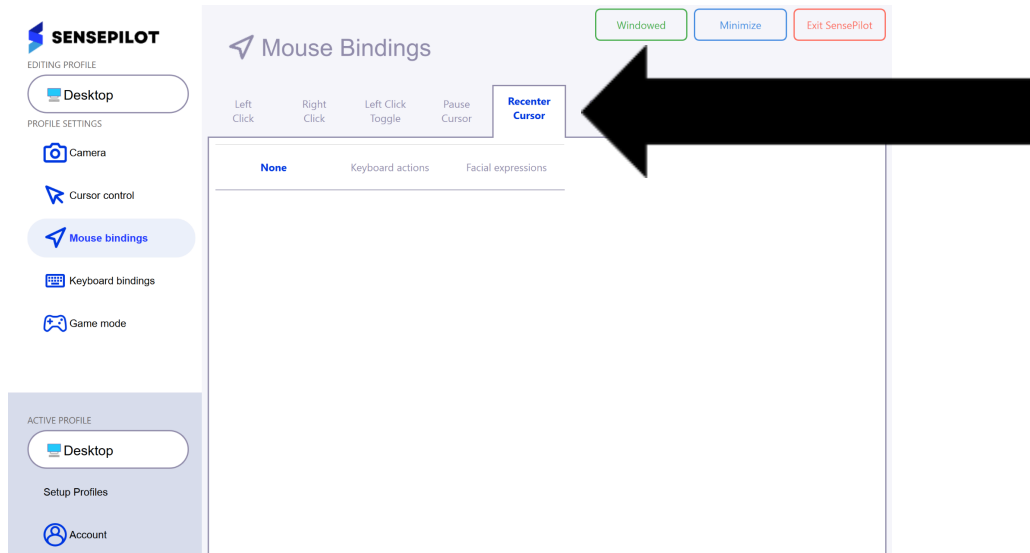 SENSEPILOT
EDITING PROFILE
Desktop
PROFILE SETTINGS
Camera
Cursor control
Mouse bindings
Keyboard bindings
Game mode
ACTIVE PROFILE
Desktop
Setup Profiles
Account
Windowed Minimize Exit SensePilot
Mouse Bindings
Left Click
Right Click
Left Click Toggle
Pause Cursor
Recenter Cursor
None Keyboard actions Facial expressions